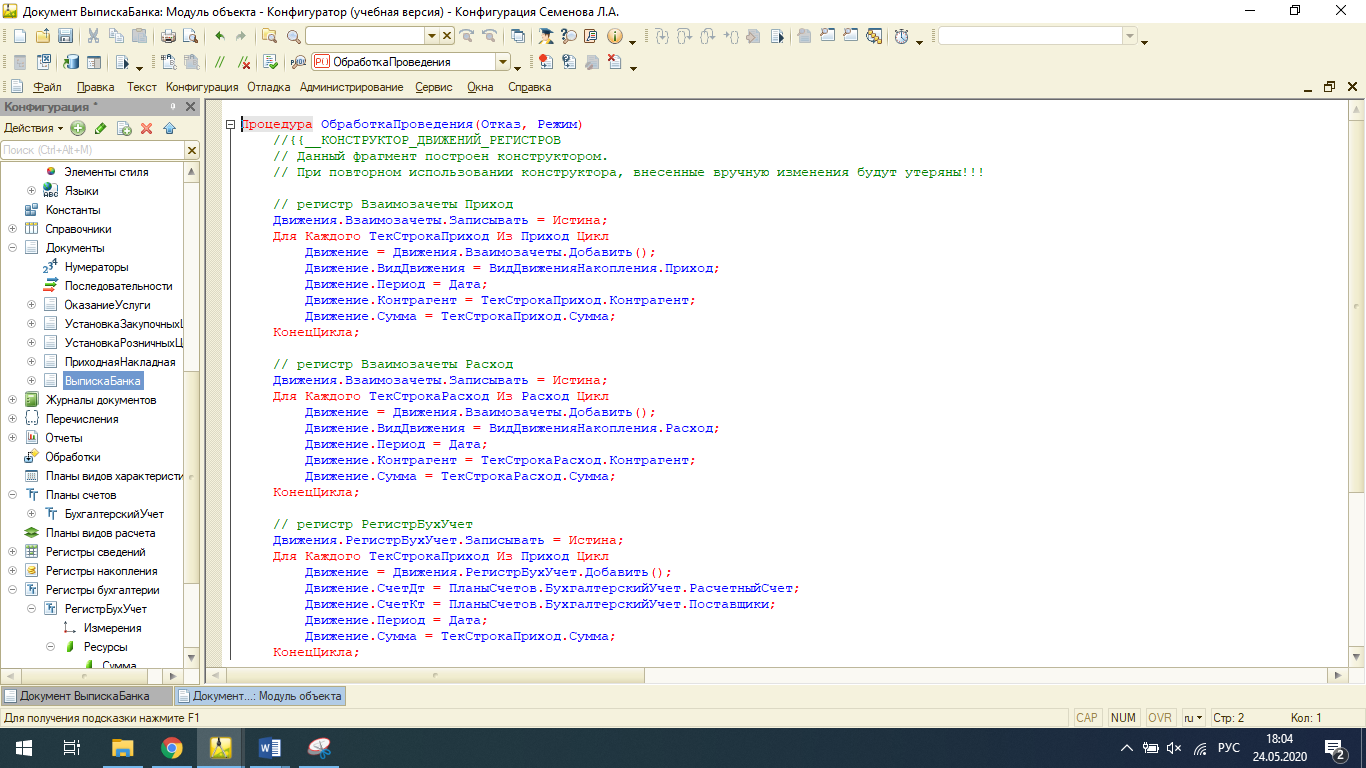 Документ ВыпискаБанка: Модуль объекта - Конфигуратор (учебная версия) - Конфигурация Семенова Л.А.
ОбработкаПроведения
Файл Правка Текст Конфигурация Отладка Администрирование Сервис Окна Справка
Конфигурация *
Действия
Поиск (Ctrl+Alt+M)
Элементы стиля
Языки
Константы
Справочники
Документы
Нумераторы
Последовательности
ОказаниеУслуги
УстановкаЗакупочныхЦ
УстановкаРозничныхЦ
ПриходнаяНакладная
ВыпискаБанка
Журналы документов
Перечисления
Отчеты
Обработки
Планы видов характеристи
Планы счетов
БухгалтерскийУчет
Планы видов расчета
Регистры сведений
Регистры накопления
Регистры бухгалтерии
РегистрБухУчет
Измерения
Ресурсы
Сумма
Процедура ОбработкаПроведения(Отказ, Режим)
//{{__КОНСТРУКТОР_ДВИЖЕНИЙ_РЕГИСТРОВ
// Данный фрагмент построен конструктором.
// При повторном использовании конструктора, внесенные вручную изменения будут утеряны!!!
// регистр Взаимозачеты Приход
Движения.Взаимозачеты.Записывать = Истина;
Для Каждого ТекСтрокаПриход Из Приход Цикл
Движение = Движения.Взаимозачеты.Добавить();
Движение.ВидДвижения = ВидДвиженияНакопления.Приход;
Движение.Период = Дата;
Движение.Контрагент = ТекСтрокаПриход.Контрагент;
Движение.Сумма = ТекСтрокаПриход.Сумма;
КонецЦикла;
// регистр Взаимозачеты Расход
Движения.Взаимозачеты.Записывать = Истина;
Для Каждого ТекСтрокаРасход Из Расход Цикл
Движение = Движения.Взаимозачеты.Добавить();
Движение.ВидДвижения = ВидДвиженияНакопления.Расход;
Движение.Период = Дата;
Движение.Контрагент = ТекСтрокаРасход.Контрагент;
Движение.Сумма = ТекСтрокаРасход.Сумма;
КонецЦикла;
// регистр РегистрБухУчет
Движения.РегистрБухУчет.Записывать = Истина;
Для Каждого ТекСтрокаПриход Из Приход Цикл
Движение = Движения.РегистрБухУчет.Добавить();
Движение.СчетДт = ПланыСчетов.БухгалтерскийУчет.РасчетныйСчет;
Движение.СчетКт = ПланыСчетов.БухгалтерскийУчет.Поставщики;
Движение.Период = Дата;
Движение.Сумма = ТекСтрокаПриход.Сумма;
КонецЦикла;
Документ ВыпискаБанка Документ...: Модуль объекта
Для получения подсказки нажмите F1 CAP NUM OVR ru Стр: 2 Кол: 1
РУС 18:04
24.05.2020
2